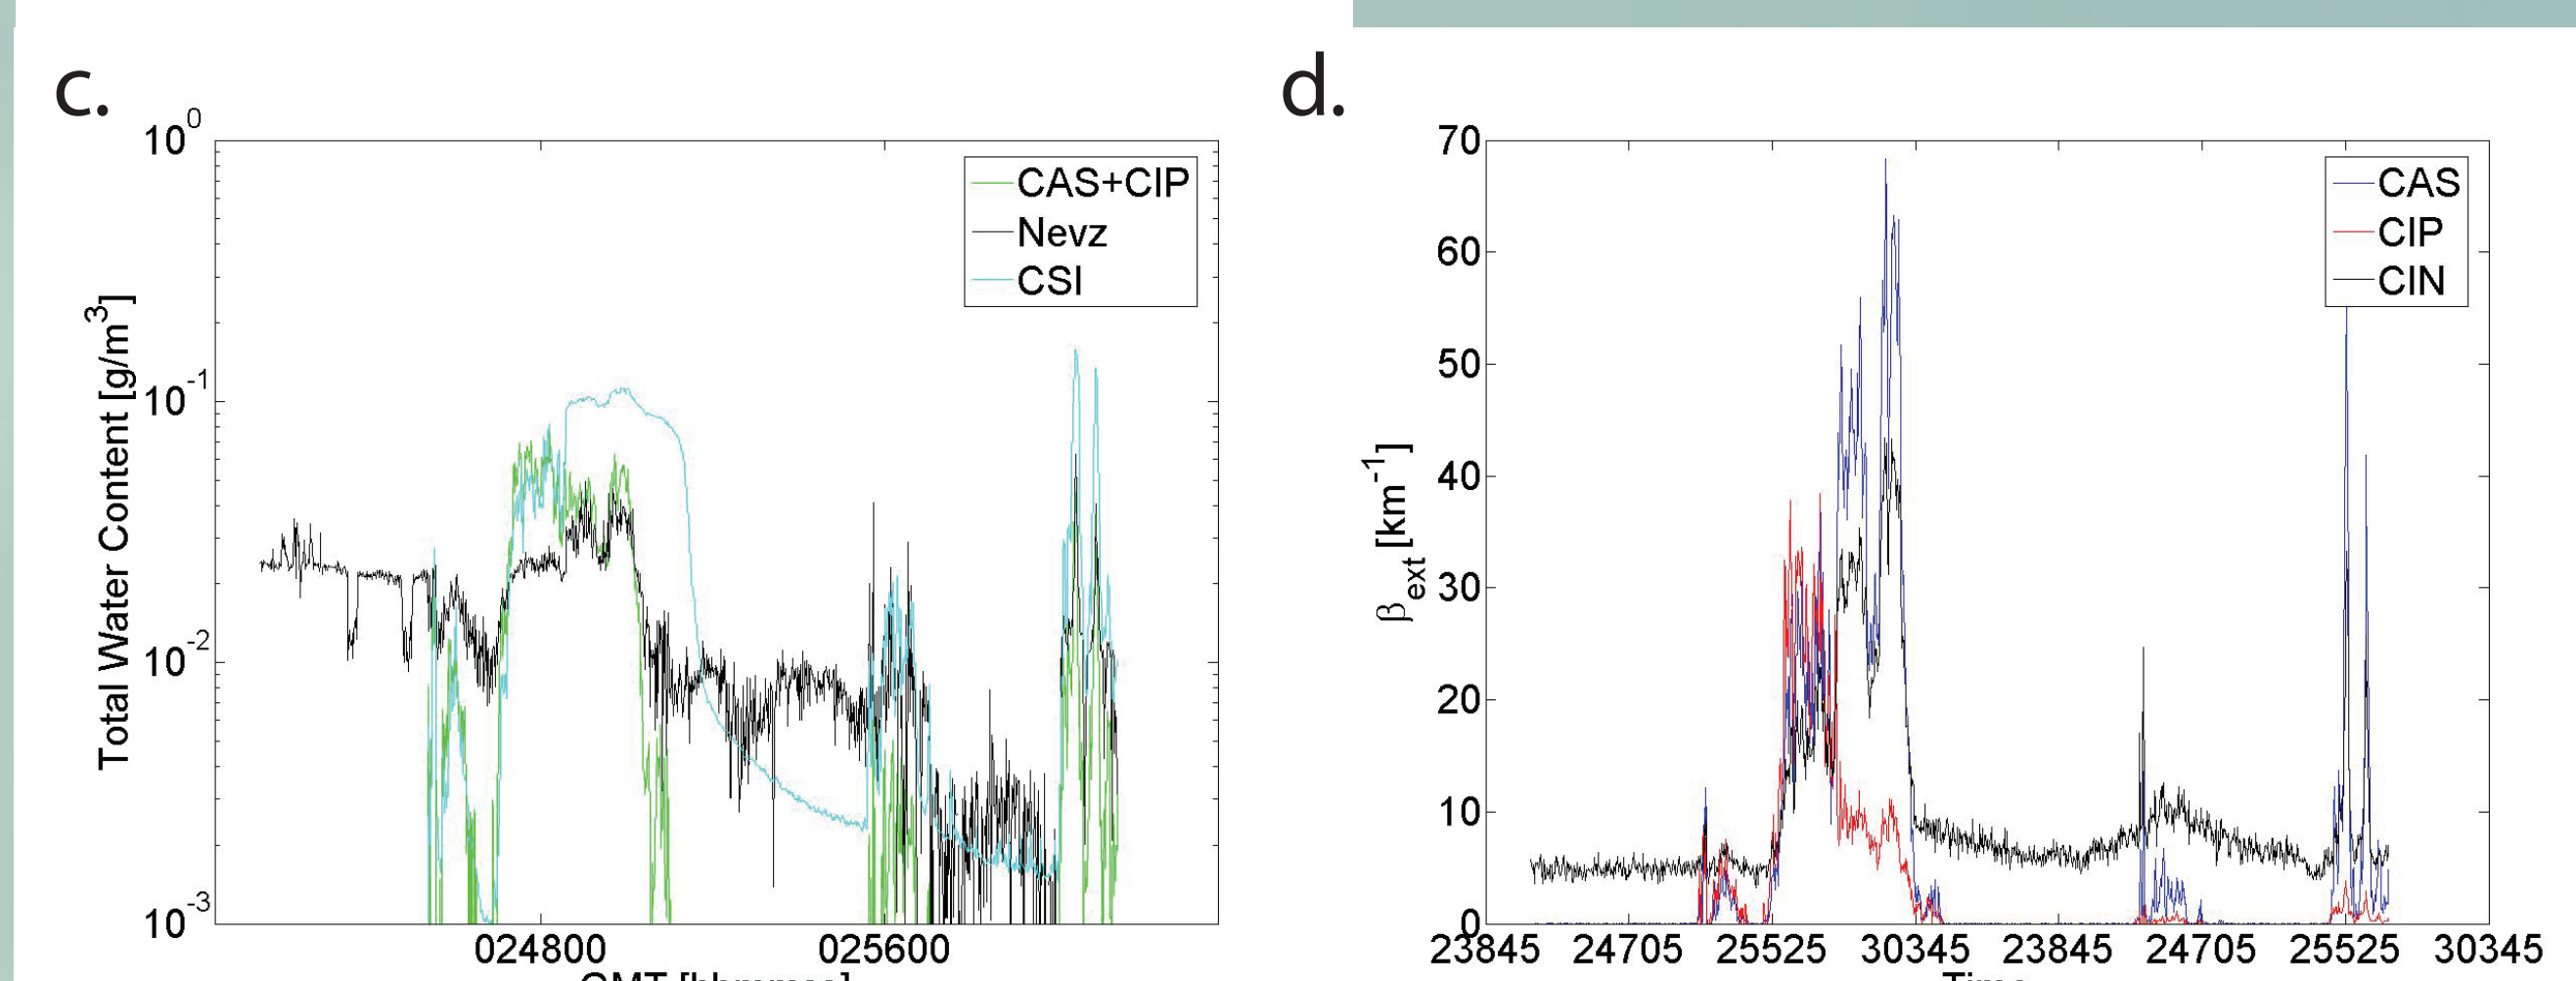 c.
10^0
10^-1
10^-2
10^-3
Total Water Content [g/m^3]
CAS+CIP
Nevz
CSI
024800
025600
d.
70
60
50
40
30
20
10
0
β_ext [km^-1]
CAS
CIP
CIN
23845 24705 25525 30345 23845 24705 25525 30345